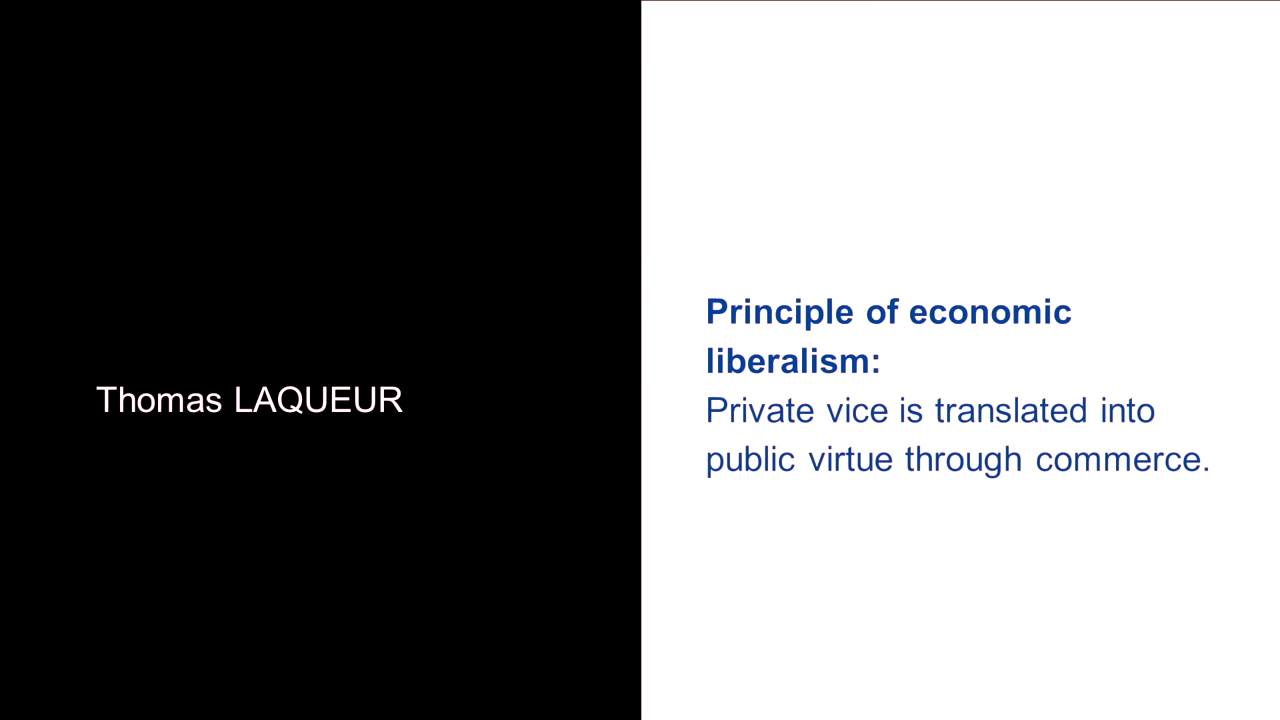 Thomas LAQUEUR
Principle of economic
liberalism:
Private vice is translated into
public virtue through commerce.